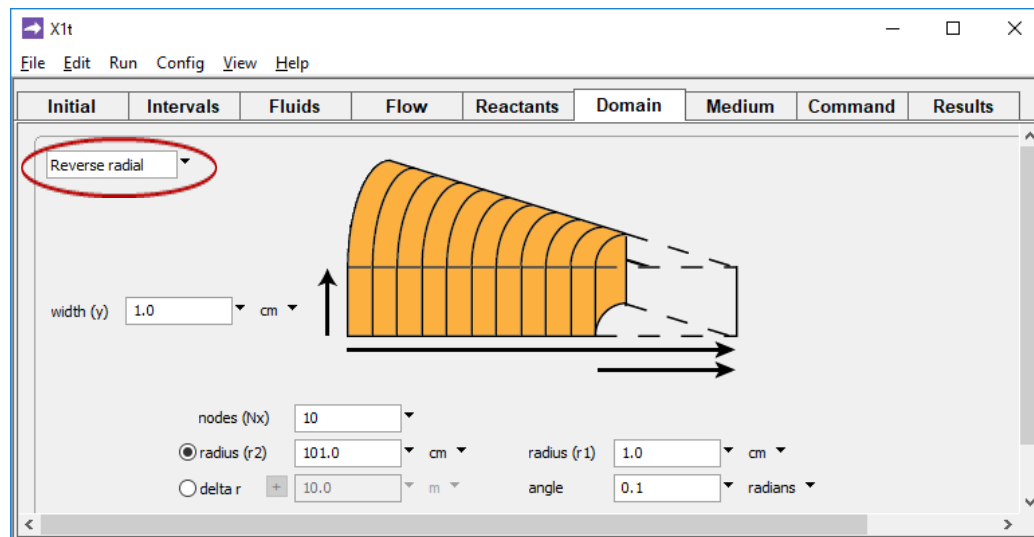 X1t
File Edit Run Config View Help
Initial Intervals Fluids Flow Reactants Domain Medium Command Results
Reverse radial
width (y) 1.0 cm
nodes (Nx) 10
radius (r2) 101.0 cm radius (r1) 1.0 cm
delta r + 10.0 m angle 0.1 radians